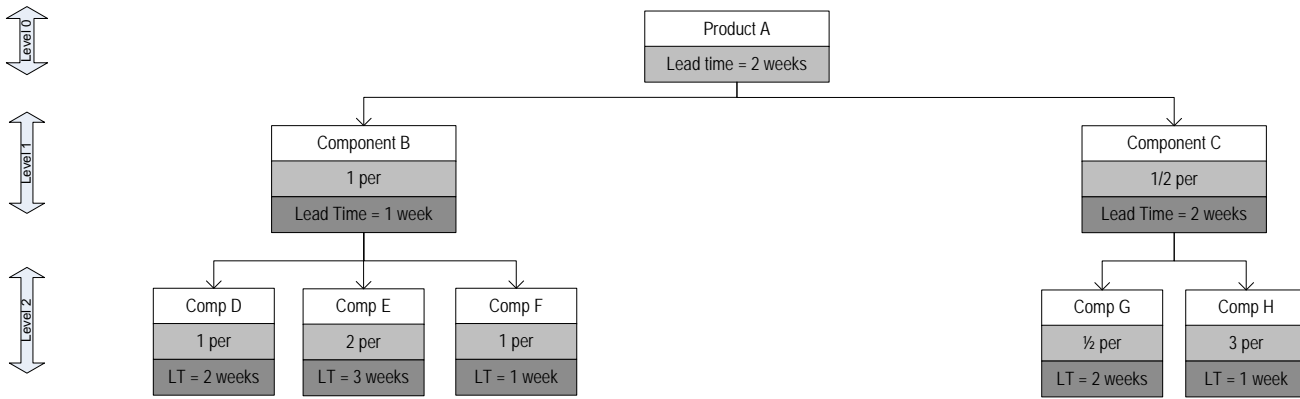 Level 0
Product A
Lead time = 2 weeks
Level 1
Component B
1 per
Lead Time = 1 week
Component C
1/2 per
Lead Time = 2 weeks
Level 2
Comp D
1 per
LT = 2 weeks
Comp E
2 per
LT = 3 weeks
Comp F
1 per
LT = 1 week
Comp G
½ per
LT = 2 weeks
Comp H
3 per
LT = 1 week